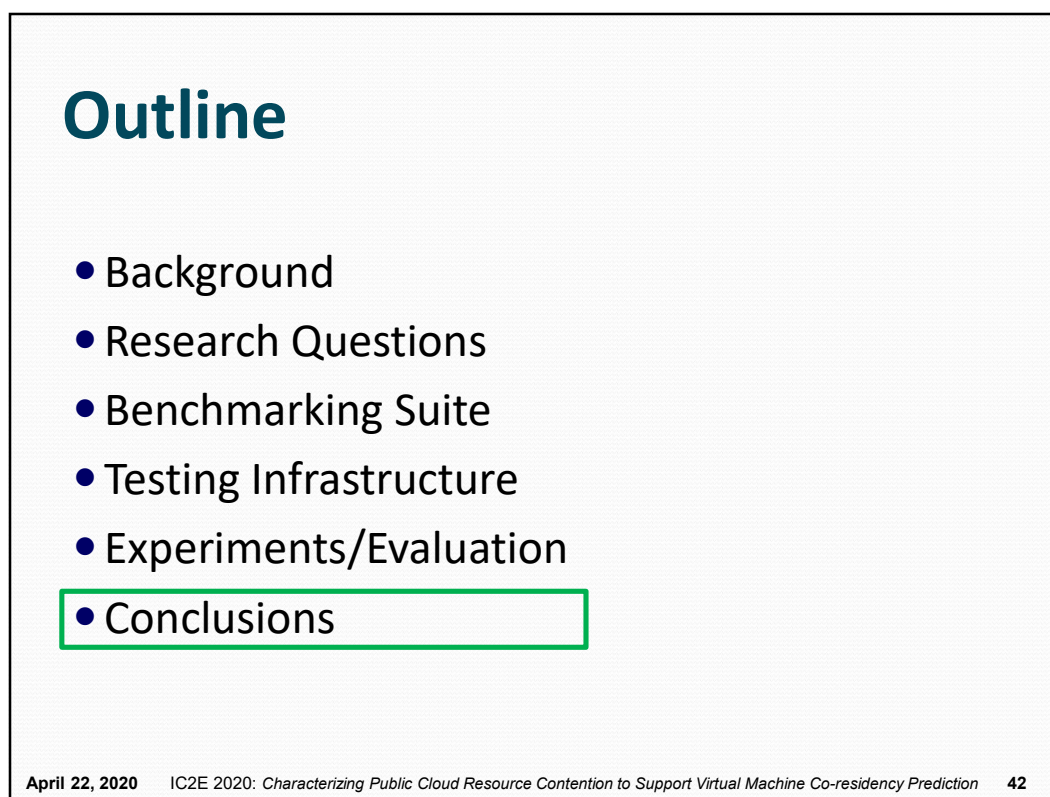 Outline
• Background
• Research Questions
• Benchmarking Suite
• Testing Infrastructure
• Experiments/Evaluation
• Conclusions
April 22, 2020 IC2E 2020: Characterizing Public Cloud Resource Contention to Support Virtual Machine Co-residency Prediction 42